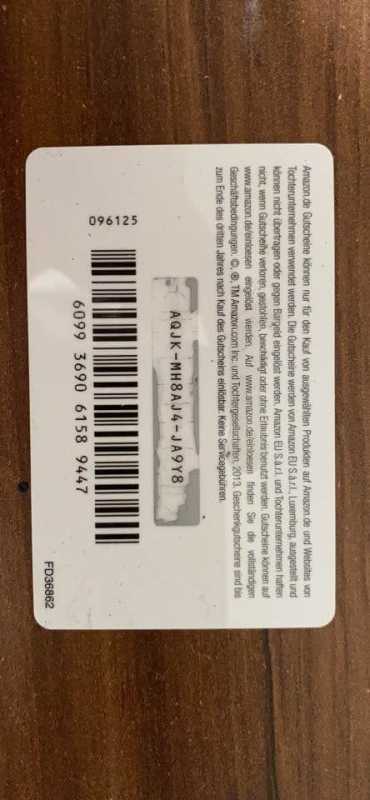 Amazon.de Gutscheine können nur für den Kauf von ausgewählten Produkten auf Amazon.de und Websites von
Tochterunternehmen verwendet werden. Die Gutscheine werden von Amazon EU S.à.r.l., Luxemburg, ausgestellt und
können nicht übertragen oder gegen Bargeld eingelöst werden. Amazon EU S.à.r.l. und Tochterunternehmen haften
nicht, wenn Gutscheine verloren, gestohlen, beschädigt oder ohne Erlaubnis benutzt werden. Gutscheine können auf
www.amazon.de/einloesen eingelöst werden. Auf www.amazon.de/einloesen finden Sie die vollständigen
Geschäftsbedingungen. ©, ®, TM Amazon.com Inc. und Tochtergesellschaften, 2013. Geschenkgutscheine sind bis
zum Ende des dritten Jahres nach Kauf des Gutscheins einlösbar. Keine Servicegebühren.
AQJK-MH8AJ4-JA9Y8
096125
6099 3690 6158 9447
FD36862